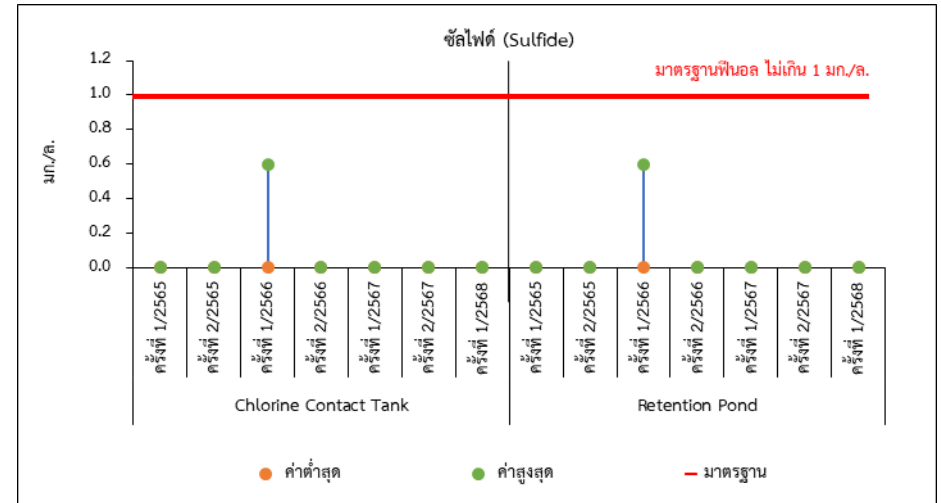 ซัลไฟด์ (Sulfide)
มาตรฐานฟีนอล ไม่เกิน 1 มก./ล.
มก./ล.
1.2
1.0
0.8
0.6
0.4
0.2
0.0
ครั้งที่ 1/2565
ครั้งที่ 2/2565
ครั้งที่ 1/2566
ครั้งที่ 2/2566
ครั้งที่ 1/2567
ครั้งที่ 2/2567
ครั้งที่ 1/2568
ครั้งที่ 1/2565
ครั้งที่ 2/2565
ครั้งที่ 1/2566
ครั้งที่ 2/2566
ครั้งที่ 1/2567
ครั้งที่ 2/2567
ครั้งที่ 1/2568
Chlorine Contact Tank
Retention Pond
ค่าต่ำสุด
ค่าสูงสุด
มาตรฐาน